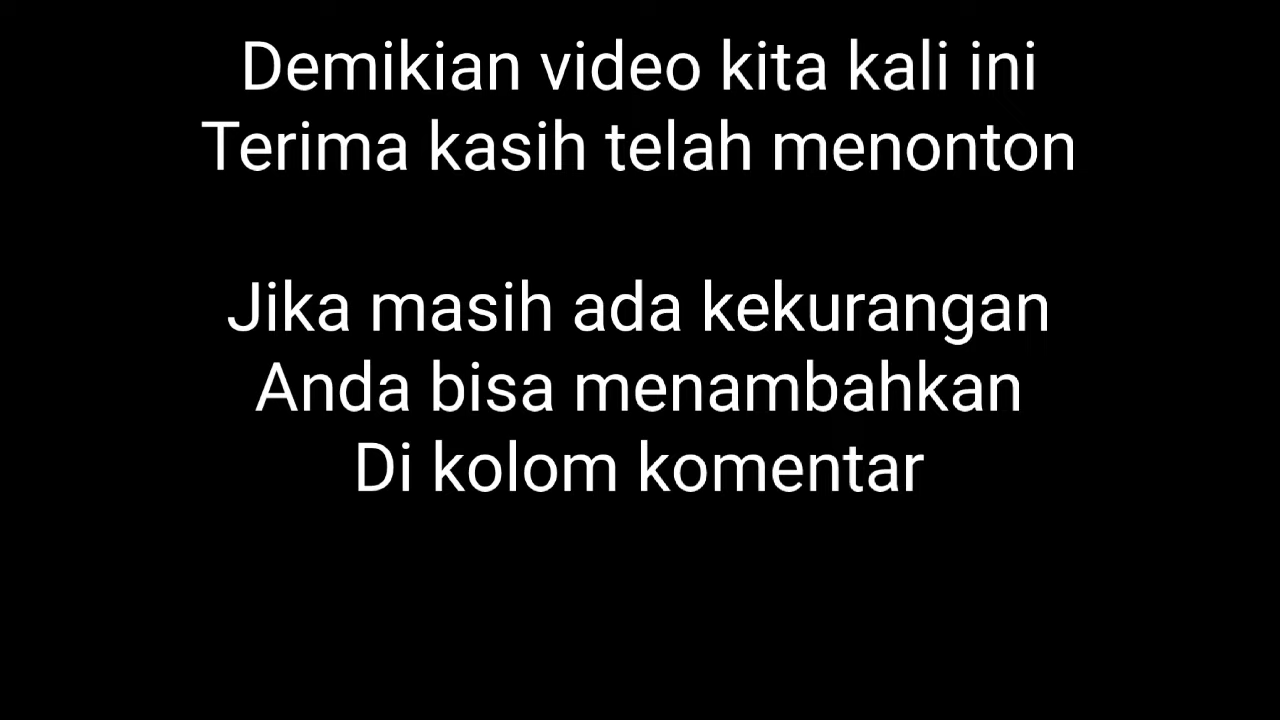 Demikian video kita kali ini
Terima kasih telah menonton
Jika masih ada kekurangan
Anda bisa menambahkan
Di kolom komentar